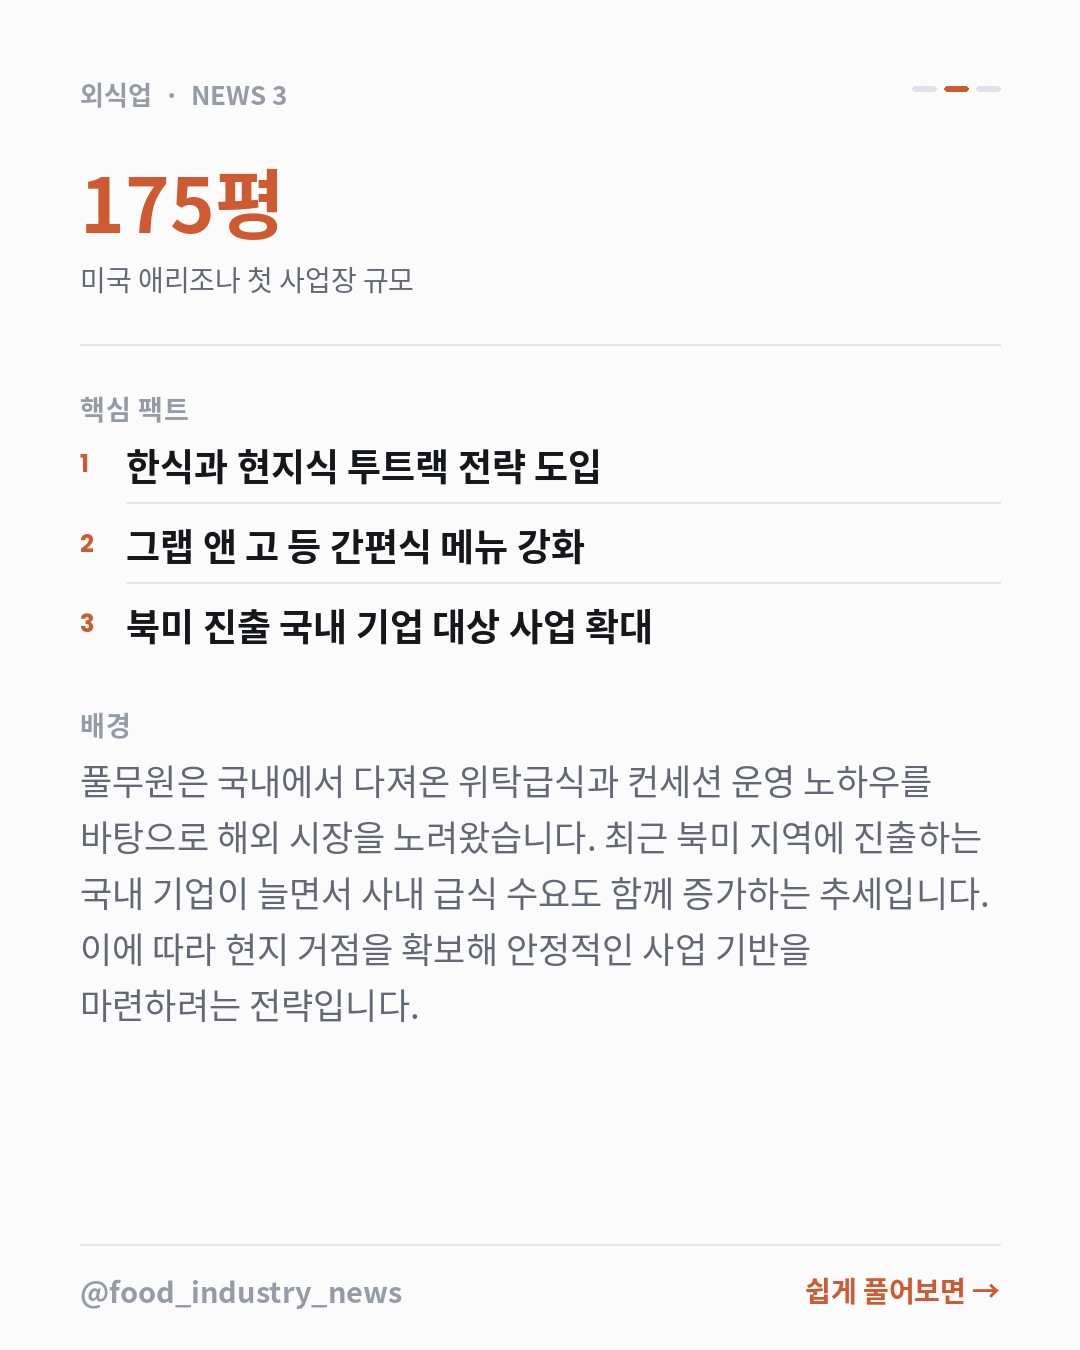 외식업 · NEWS 3
175평
미국 애리조나 첫 사업장 규모
핵심 팩트
1 한식과 현지식 투트랙 전략 도입
2 그랩 앤 고 등 간편식 메뉴 강화
3 북미 진출 국내 기업 대상 사업 확대
배경
풀무원은 국내에서 다져온 위탁급식과 컨세션 운영 노하우를
바탕으로 해외 시장을 노려왔습니다. 최근 북미 지역에 진출하는
국내 기업이 늘면서 사내 급식 수요도 함께 증가하는 추세입니다.
이에 따라 현지 거점을 확보해 안정적인 사업 기반을
마련하려는 전략입니다.
@food_industry_news
쉽게 풀어보면 →